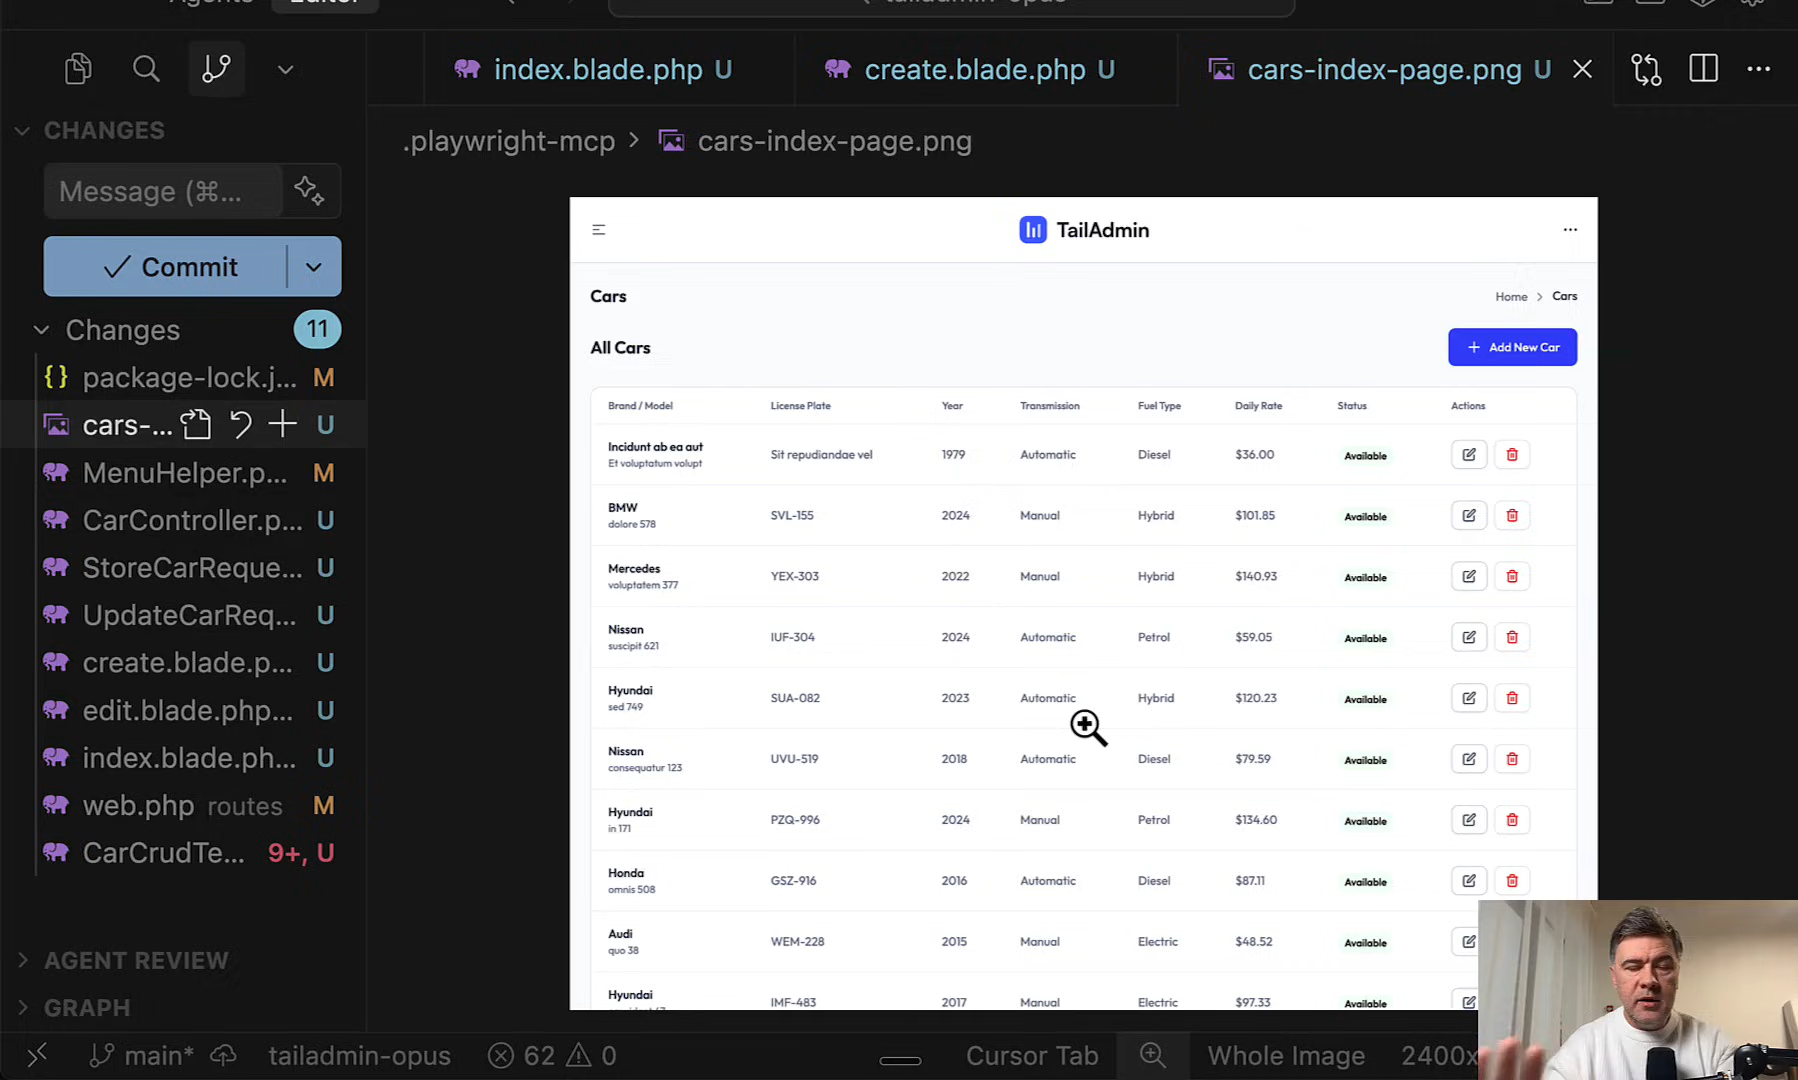 Agents Editor
tailadmin-opus
index.blade.php U
create.blade.php U
cars-index-page.png U
.playwright-mcp > cars-index-page.png
CHANGES
Message (⌘...
Commit
Changes 11
package-lock.j... M
cars-... U
MenuHelper.p... M
CarController.p... U
StoreCarReque... U
UpdateCarReq... U
create.blade.p... U
edit.blade.php... U
index.blade.ph... U
web.php routes M
CarCrudTe... 9+, U
AGENT REVIEW
GRAPH
TailAdmin
...
Cars
Home > Cars
All Cars
+ Add New Car
Brand / Model License Plate Year Transmission Fuel Type Daily Rate Status Actions
Incidunt ab ea aut
Et voluptatum volupt
Sit repudiandae vel 1979 Automatic Diesel $36.00 Available
BMW
dolore 578
SVL-155 2024 Manual Hybrid $101.85 Available
Mercedes
voluptatem 377
YEX-303 2022 Manual Hybrid $140.93 Available
Nissan
suscipit 621
IUF-304 2024 Automatic Petrol $59.05 Available
Hyundai
sed 749
SUA-082 2023 Automatic Hybrid $120.23 Available
Nissan
consequatur 123
UVU-519 2018 Automatic Diesel $79.59 Available
Hyundai
in 171
PZQ-996 2024 Manual Petrol $134.60 Available
Honda
omnis 508
GSZ-916 2016 Automatic Diesel $87.11 Available
Audi
quo 38
WEM-228 2015 Manual Electric $48.52 Available
Hyundai
IMF-483 2017 Manual Electric $97.33 Available
main* tailadmin-opus 62 0 Cursor Tab Whole Image 2400x